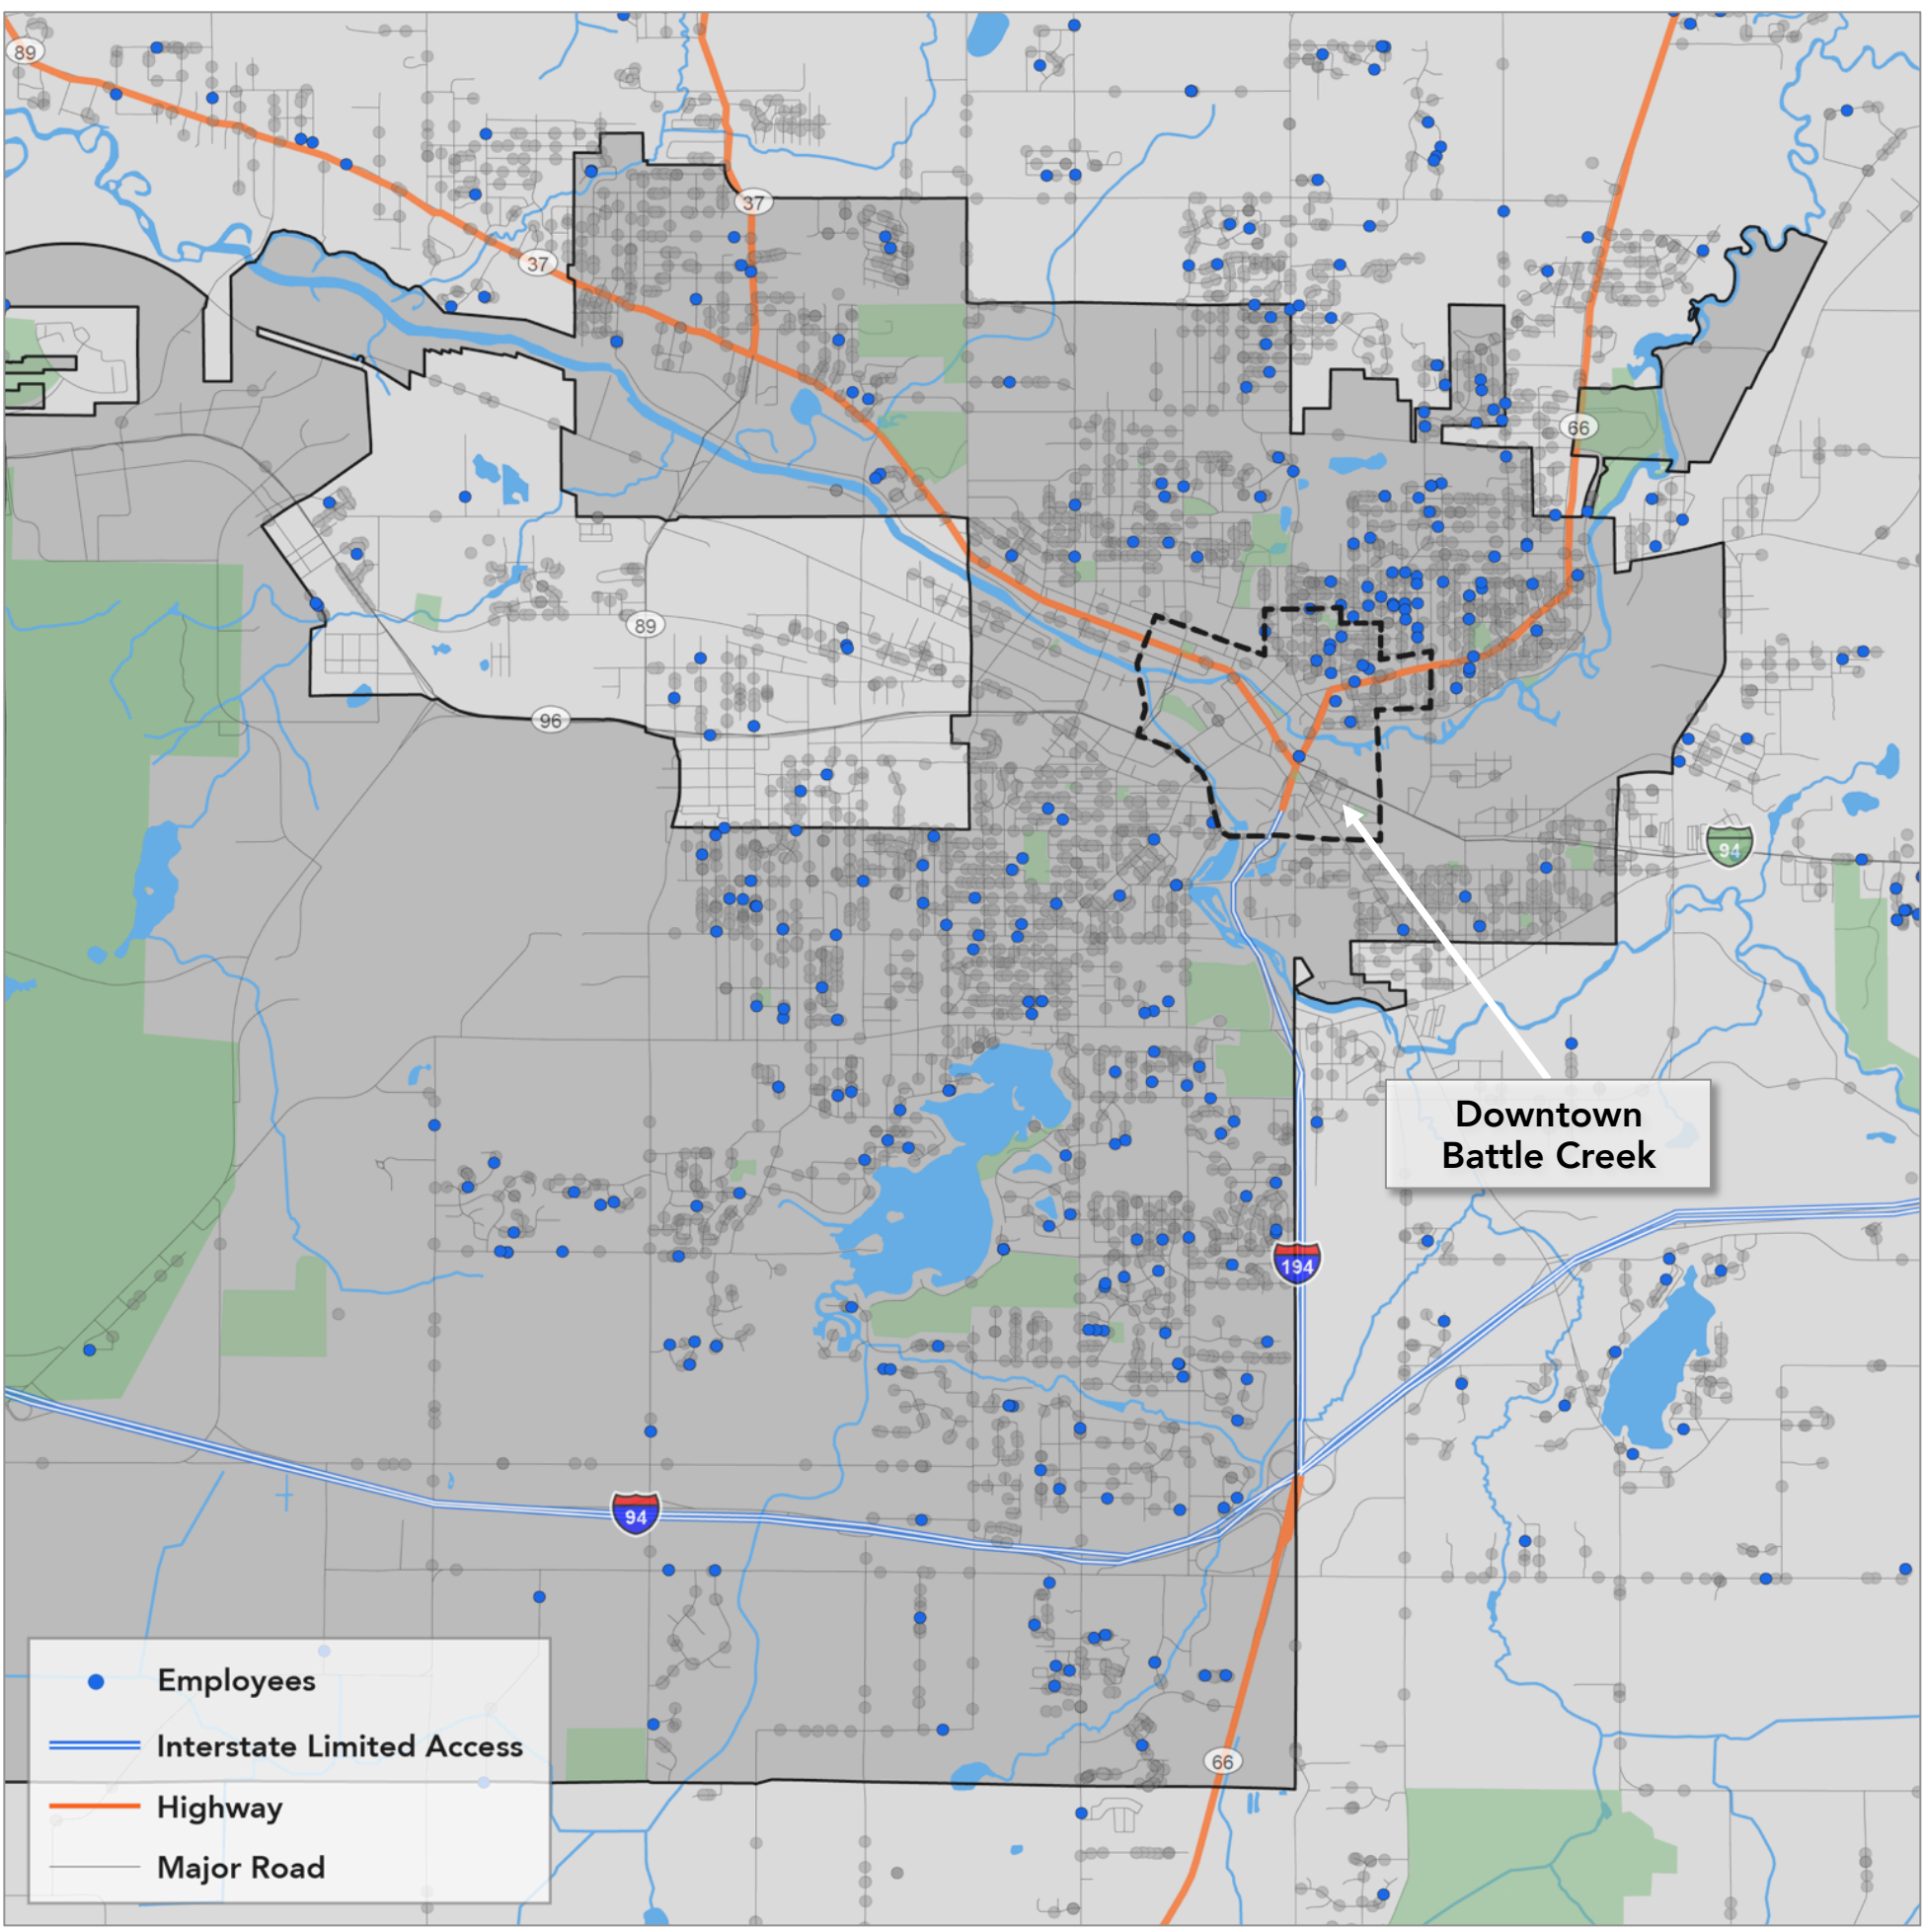 89
37
37
66
89
96
94
Downtown
Battle Creek
194
94
66
Employees
Interstate Limited Access
Highway
Major Road